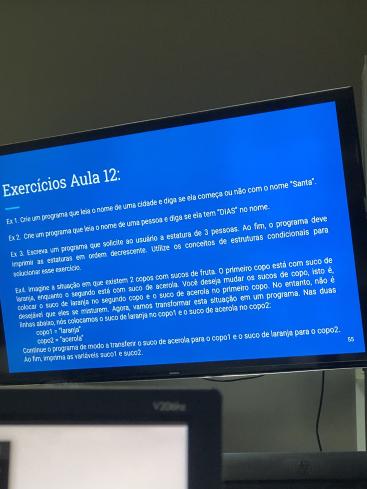 Exercícios Aula 12:
Ex 1. Crie um programa que leia o nome de uma cidade e diga se ela começa ou não com o nome "Santa".
Ex 2. Crie um programa que leia o nome de uma pessoa e diga se ela tem "DIAS" no nome.
Ex 3. Escreva um programa que solicite ao usuário a estatura de 3 pessoas. Ao fim, o programa deve
imprimir as estaturas em ordem decrescente. Utilize os conceitos de estruturas condicionais para
solucionar esse exercício.
Ex4. Imagine a situação em que existem 2 copos com sucos de fruta. O primeiro copo está com suco de
laranja, enquanto o segundo está com suco de acerola. Você deseja mudar os sucos de copo, isto é,
colocar o suco de laranja no segundo copo e o suco de acerola no primeiro copo. No entanto, não é
desejável que eles se misturem. Agora, vamos transformar esta situação em um programa. Nas duas
linhas abaixo, nós colocamos o suco de laranja no copo1 e o suco de acerola no copo2:
copo1 = "laranja"
copo2 = "acerola"
Continue o programa de modo a transferir o suco de acerola para o copo1 e o suco de laranja para o copo2.
Ao fim, imprima as variáveis suco1 e suco2.
55